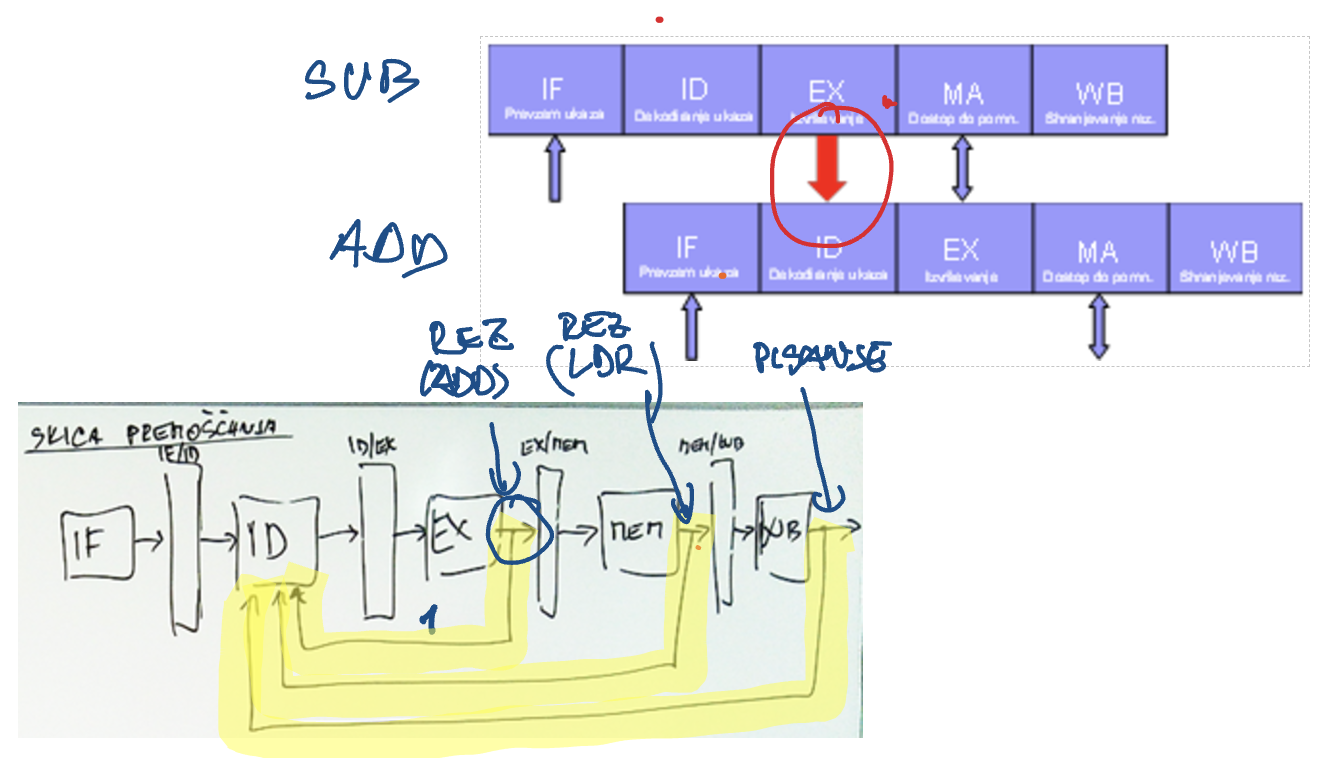 SUB
IF ID EX MA WB
Prevzem ukaza Dekodiranje ukaza Izvrševanje Dostop do pomn. Shranjevanje rez.
ADD
IF ID EX MA WB
Prevzem ukaza Dekodiranje ukaza Izvrševanje Dostop do pomn. Shranjevanje rez.
REZ REZ PISANJE
(ADD) (LDR)
SKICA PREMOŠČANJA
IF/ID ID/EX EX/MEM MEM/WB
IF ID EX MEM WB
1